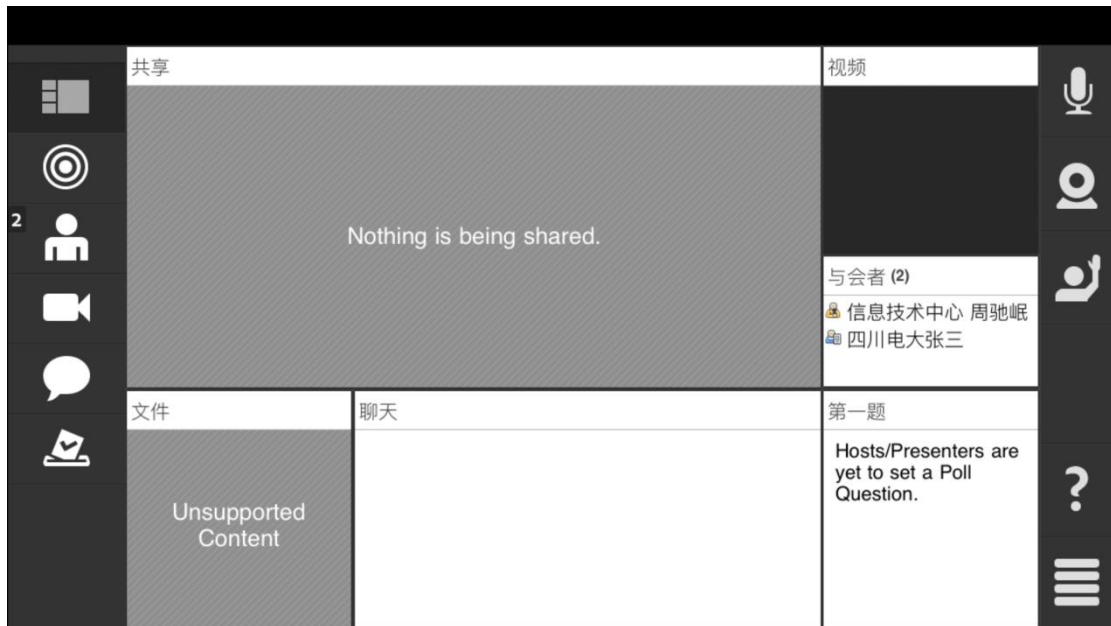 共享
视频
2
Nothing is being shared.
与会者 (2)
信息技术中心 周驰岷
四川电大张三
文件
聊天
第一题
Unsupported
Content
Hosts/Presenters are
yet to set a Poll
Question.
?